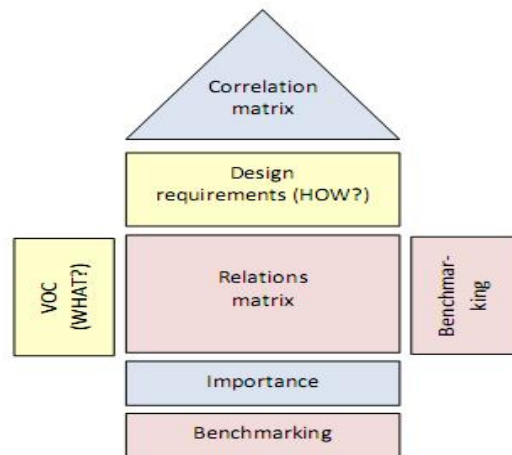 Correlation
matrix
Design
requirements (HOW?)
VOC
(WHAT?)
Relations
matrix
Benchmar-
king
Importance
Benchmarking